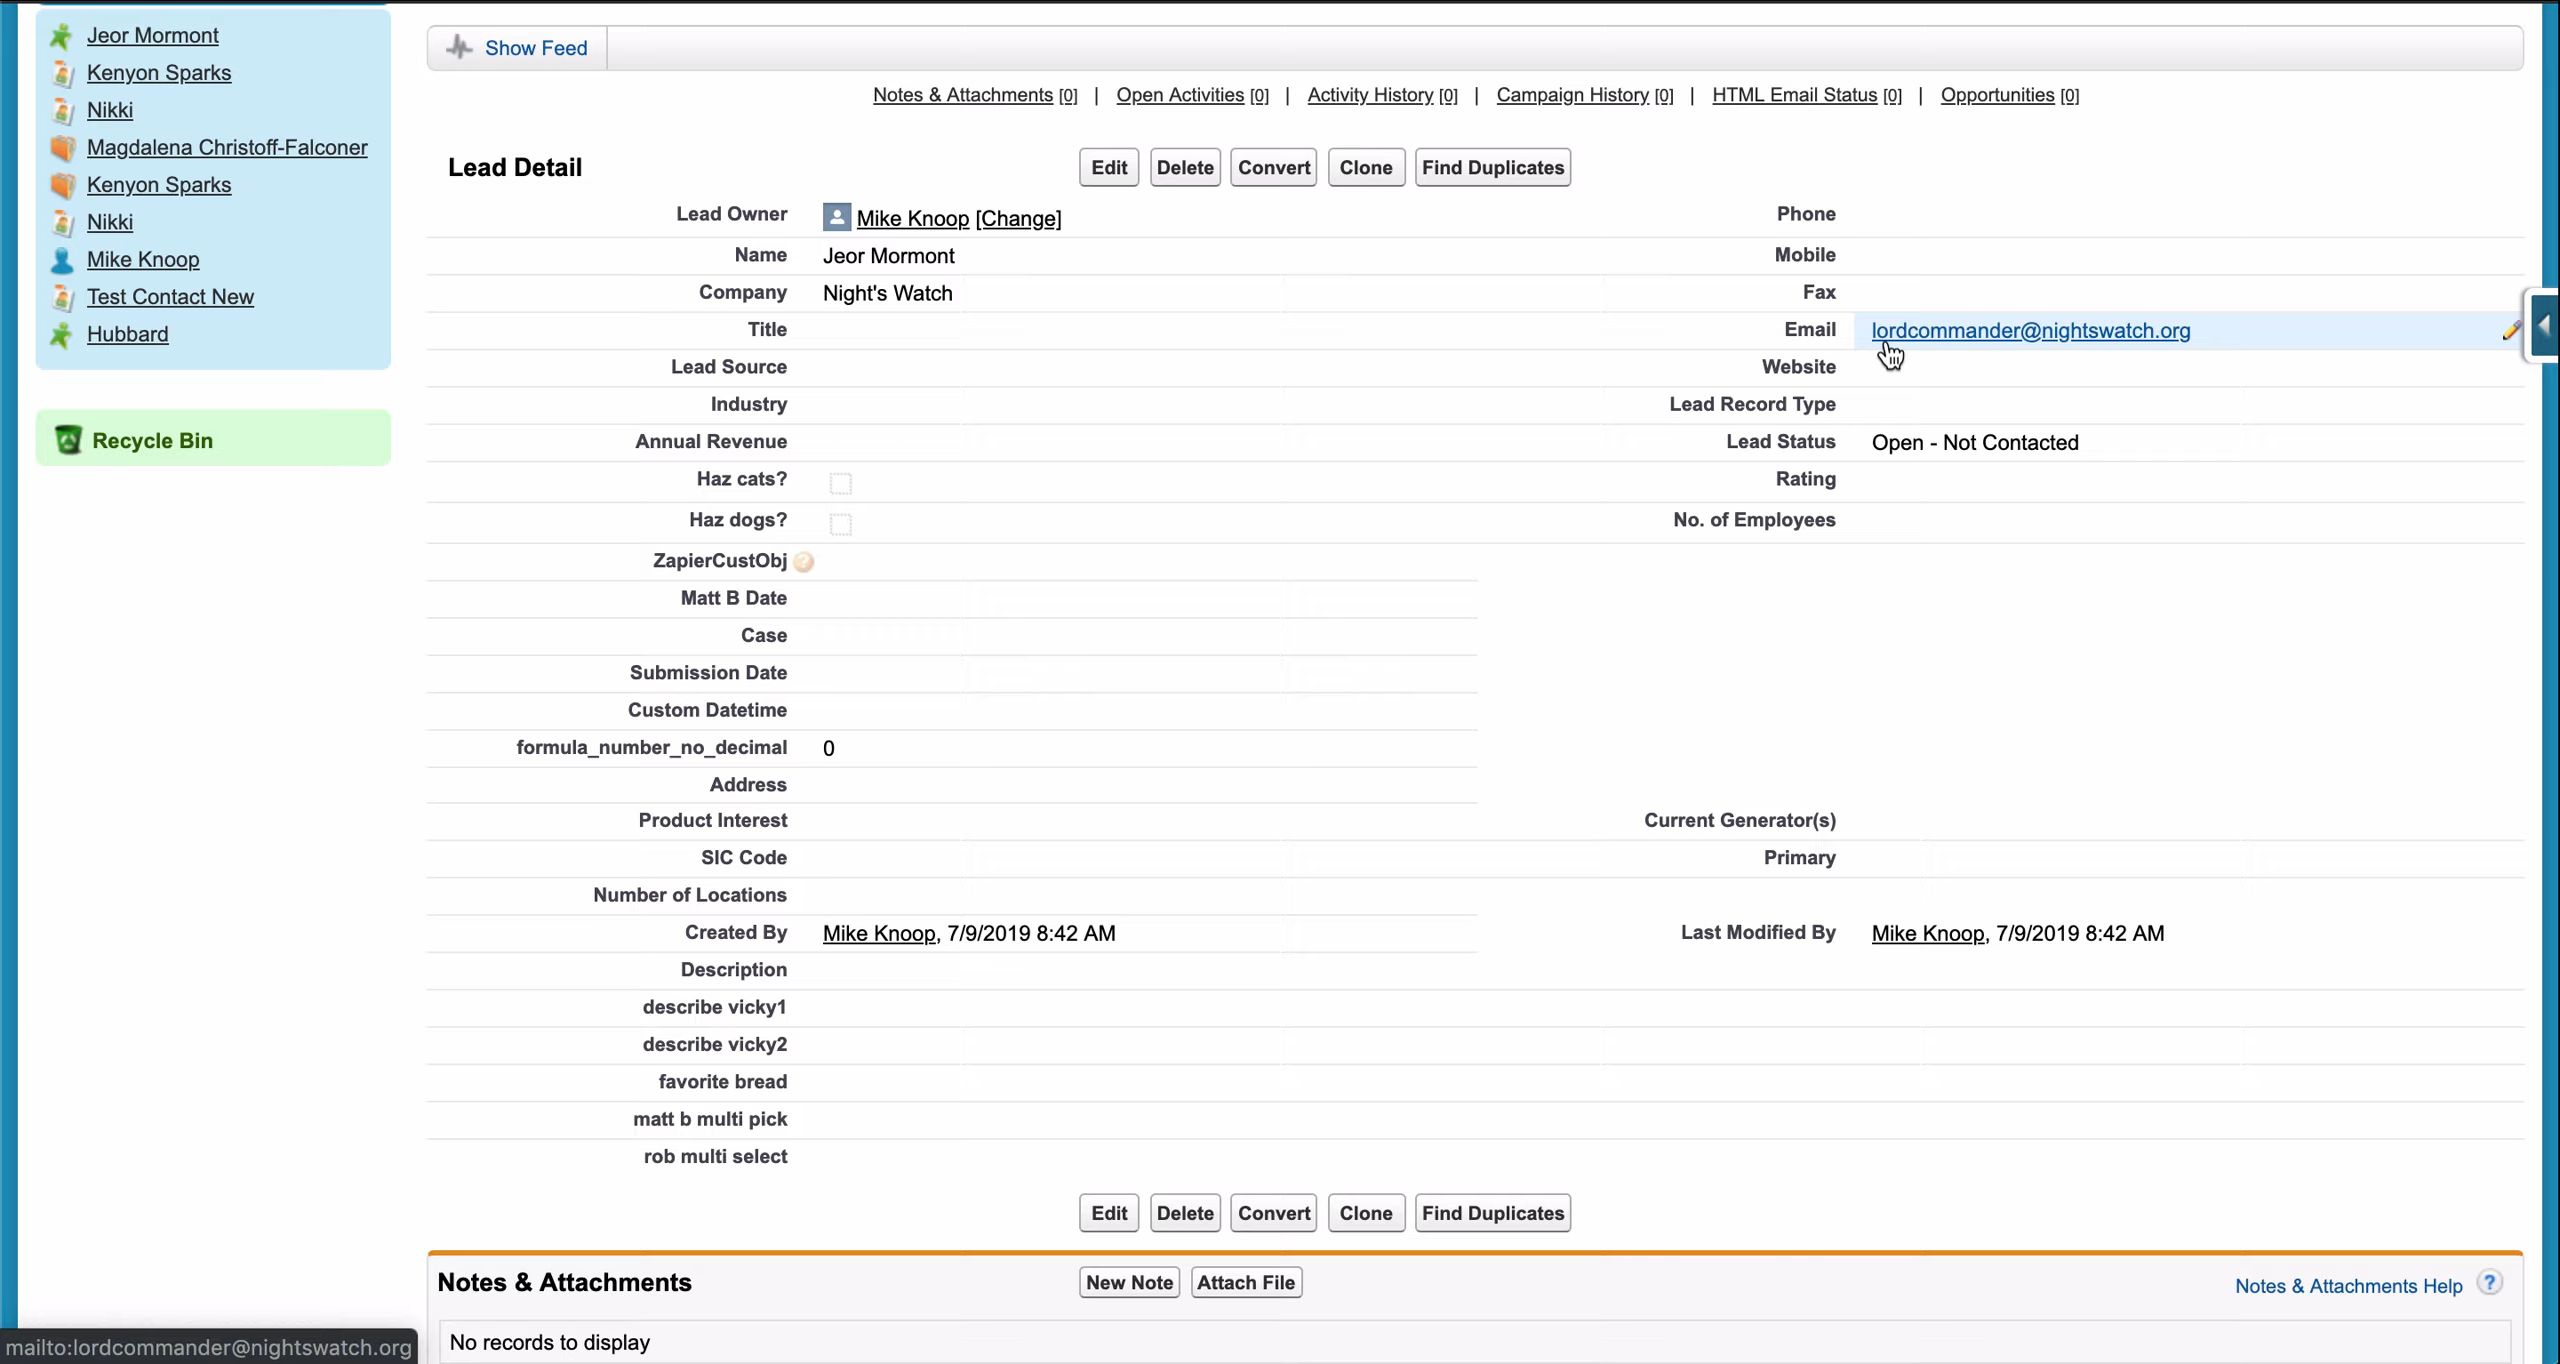 Jeor Mormont
Kenyon Sparks
Nikki
Magdalena Christoff-Falconer
Kenyon Sparks
Nikki
Mike Knoop
Test Contact New
Hubbard
Recycle Bin
Show Feed
Notes & Attachments [0] | Open Activities [0] | Activity History [0] | Campaign History [0] | HTML Email Status [0] | Opportunities [0]
Lead Detail Edit Delete Convert Clone Find Duplicates
Lead Owner Mike Knoop [Change] Phone
Name Jeor Mormont Mobile
Company Night's Watch Fax
Title Email lordcommander@nightswatch.org
Lead Source Website
Industry Lead Record Type
Annual Revenue Lead Status Open - Not Contacted
Haz cats? Rating
Haz dogs? No. of Employees
ZapierCustObj ?
Matt B Date
Case
Submission Date
Custom Datetime
formula_number_no_decimal 0
Address
Product Interest Current Generator(s)
SIC Code Primary
Number of Locations
Created By Mike Knoop, 7/9/2019 8:42 AM Last Modified By Mike Knoop, 7/9/2019 8:42 AM
Description
describe vicky1
describe vicky2
favorite bread
matt b multi pick
rob multi select
Edit Delete Convert Clone Find Duplicates
Notes & Attachments New Note Attach File Notes & Attachments Help ?
No records to display
mailto:lordcommander@nightswatch.org